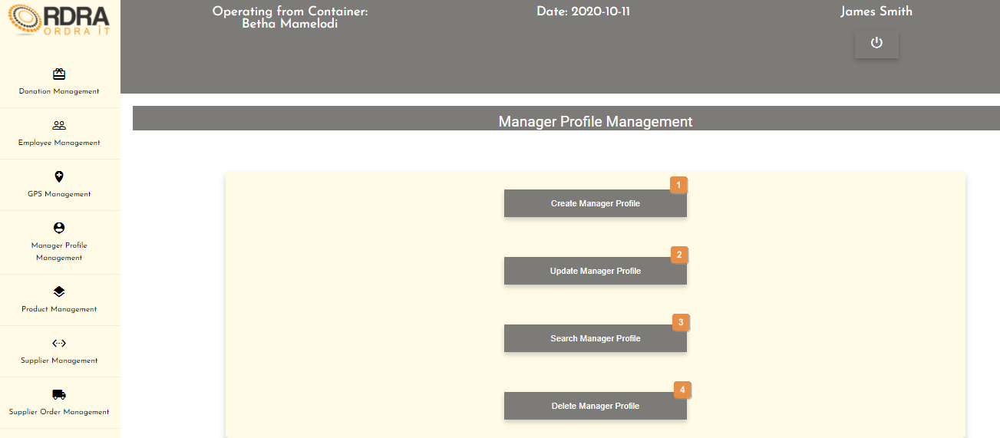 RDRA
ORDRA IT
Donation Management
Employee Management
GPS Management
Manager Profile
Management
Product Management
Supplier Management
Supplier Order Management
Operating from Container:
Betha Mamelodi
Date: 2020-10-11
James Smith
Manager Profile Management
1
Create Manager Profile
2
Update Manager Profile
3
Search Manager Profile
4
Delete Manager Profile